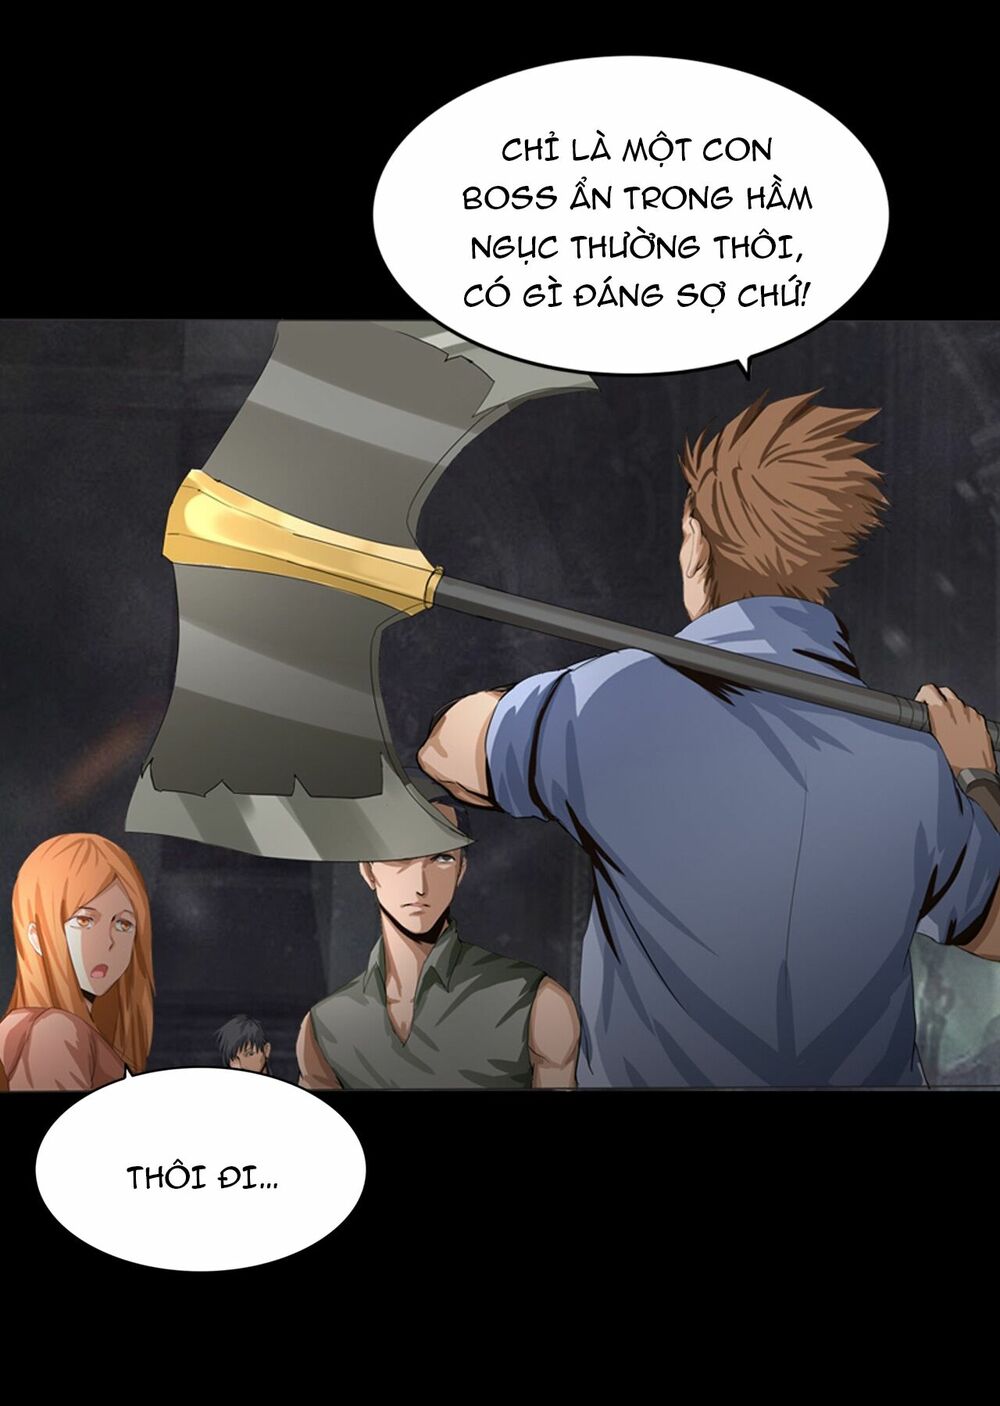 CHỈ LÀ MỘT CON
BOSS ẨN TRONG HẦM
NGỤC THƯỜNG THÔI,
CÓ GÌ ĐÁNG SỢ CHỨ!
THÔI ĐI...